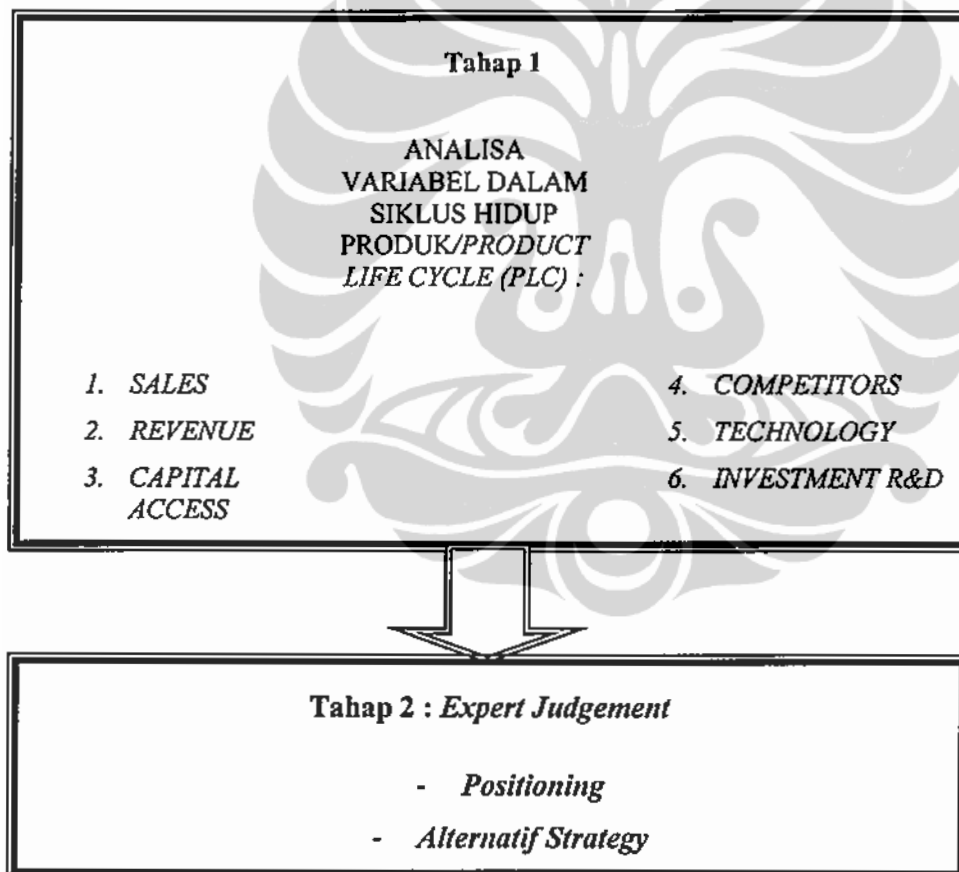 Tahap 1
ANALISA
VARIABEL DALAM
SIKLUS HIDUP
PRODUK/PRODUCT
LIFE CYCLE (PLC) :
1. SALES
2. REVENUE
3. CAPITAL
ACCESS
4. COMPETITORS
5. TECHNOLOGY
6. INVESTMENT R&D
Tahap 2 : Expert Judgement
- Positioning
- Alternatif Strategy